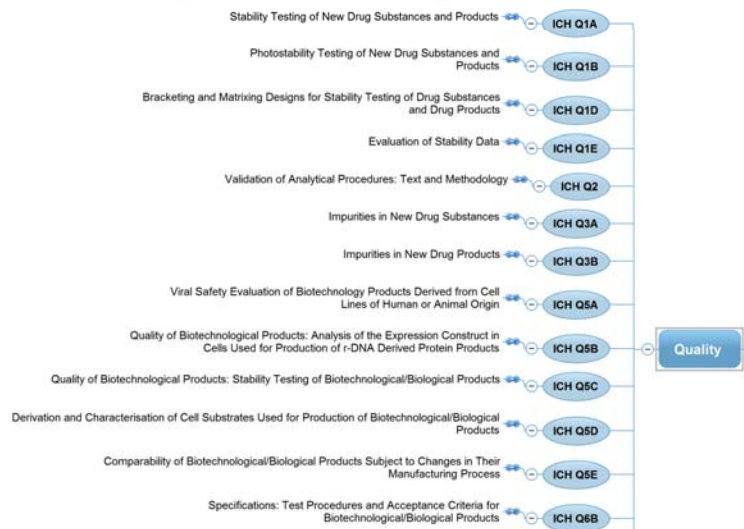 Stability Testing of New Drug Substances and Products
ICH Q1A
Photostability Testing of New Drug Substances and
Products
ICH Q1B
Bracketing and Matrixing Designs for Stability Testing of Drug Substances
and Drug Products
ICH Q1D
Evaluation of Stability Data
ICH Q1E
Validation of Analytical Procedures: Text and Methodology
ICH Q2
Impurities in New Drug Substances
ICH Q3A
Impurities in New Drug Products
ICH Q3B
Viral Safety Evaluation of Biotechnology Products Derived from Cell
Lines of Human or Animal Origin
ICH Q5A
Quality of Biotechnological Products: Analysis of the Expression Construct in
Cells Used for Production of r-DNA Derived Protein Products
ICH Q5B
Quality
Quality of Biotechnological Products: Stability Testing of Biotechnological/Biological Products
ICH Q5C
Derivation and Characterisation of Cell Substrates Used for Production of Biotechnological/Biological
Products
ICH Q5D
Comparability of Biotechnological/Biological Products Subject to Changes in Their
Manufacturing Process
ICH Q5E
Specifications: Test Procedures and Acceptance Criteria for
Biotechnological/Biological Products
ICH Q6B